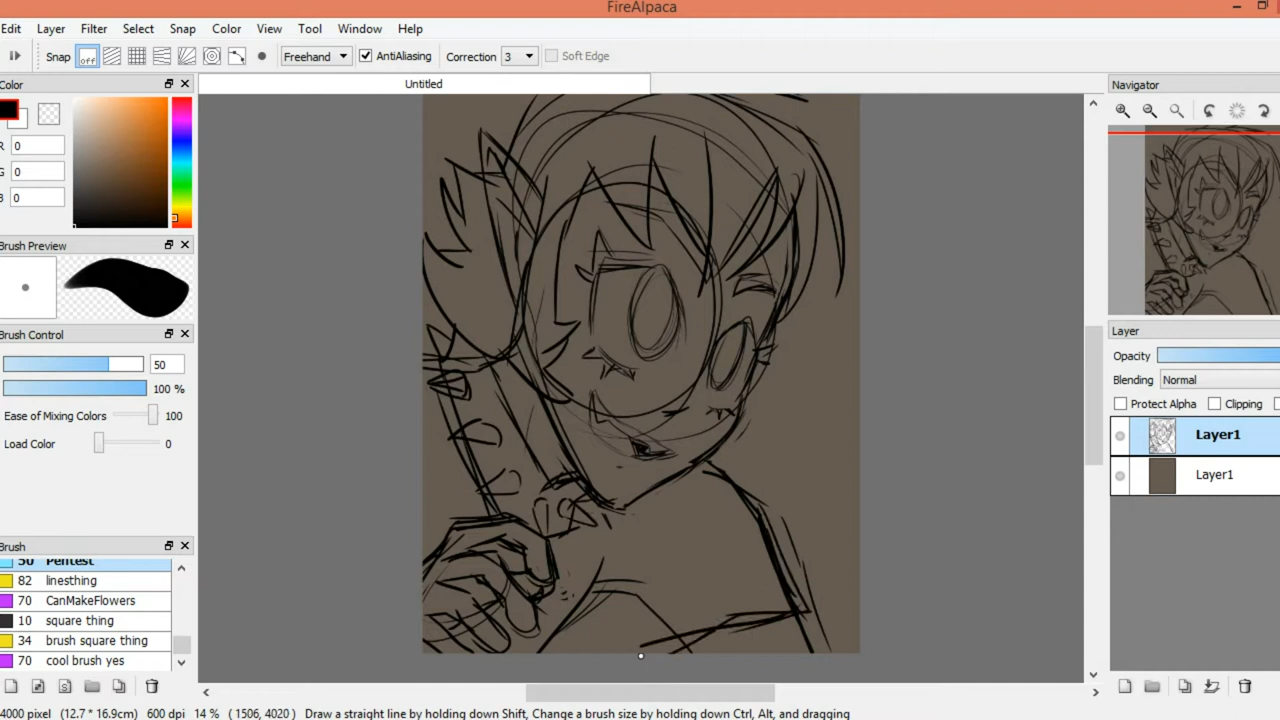 FireAlpaca
Edit Layer Filter Select Snap Color View Tool Window Help
Snap off Freehand AntiAliasing Correction 3 Soft Edge
Color
Untitled
Navigator
R 0
G 0
B 0
Brush Preview
Brush Control
50
100 %
Ease of Mixing Colors 100
Load Color 0
Layer
Opacity
Blending Normal
Protect Alpha Clipping
Layer1
Layer1
Brush
50 Pentest
82 linesthing
70 CanMakeFlowers
10 square thing
34 brush square thing
70 cool brush yes
4000 pixel (12.7 * 16.9cm) 600 dpi 14 % ( 1506, 4020 ) Draw a straight line by holding down Shift, Change a brush size by holding down Ctrl, Alt, and dragging